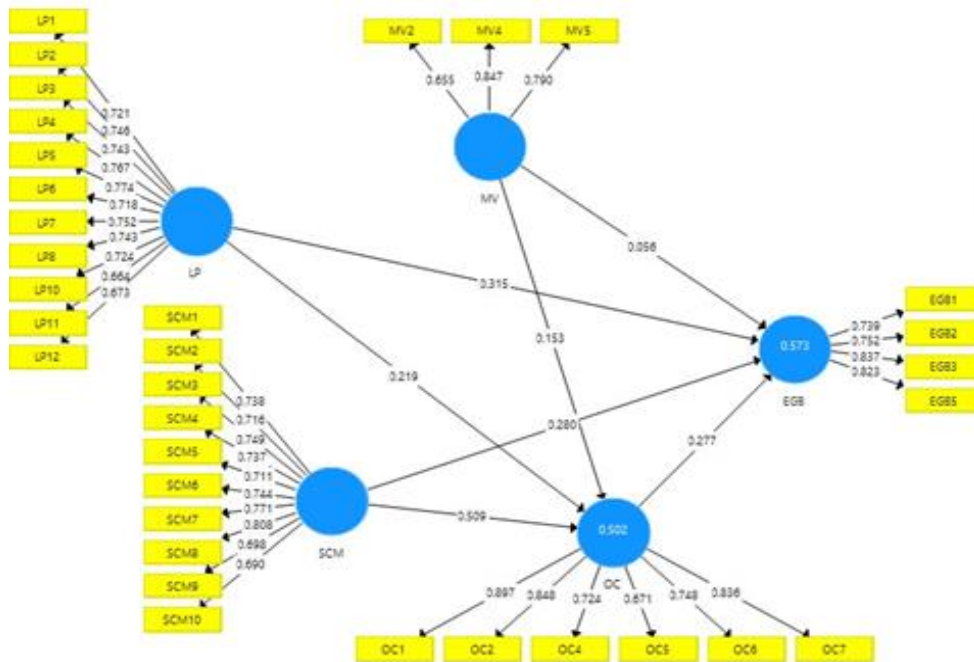 LP1
LP2
LP3
LP4
LP5
LP6
LP7
LP8
LP10
LP11
LP12
0.721
0.746
0.743
0.767
0.774
0.718
0.752
0.743
0.724
0.664
0.673
LP
MV2
MV4
MV5
0.655
0.847
0.790
MV
0.056
0.315
0.153
0.219
0.280
0.277
0.509
SCM1
SCM2
SCM3
SCM4
SCM5
SCM6
SCM7
SCM8
SCM9
SCM10
0.738
0.716
0.749
0.737
0.711
0.744
0.771
0.808
0.698
0.690
SCM
0.573
EGB
0.739
0.752
0.837
0.823
EGB1
EGB2
EGB3
EGB5
0.502
OC
0.897
0.848
0.724
0.671
0.748
0.836
OC1
OC2
OC4
OC5
OC6
OC7